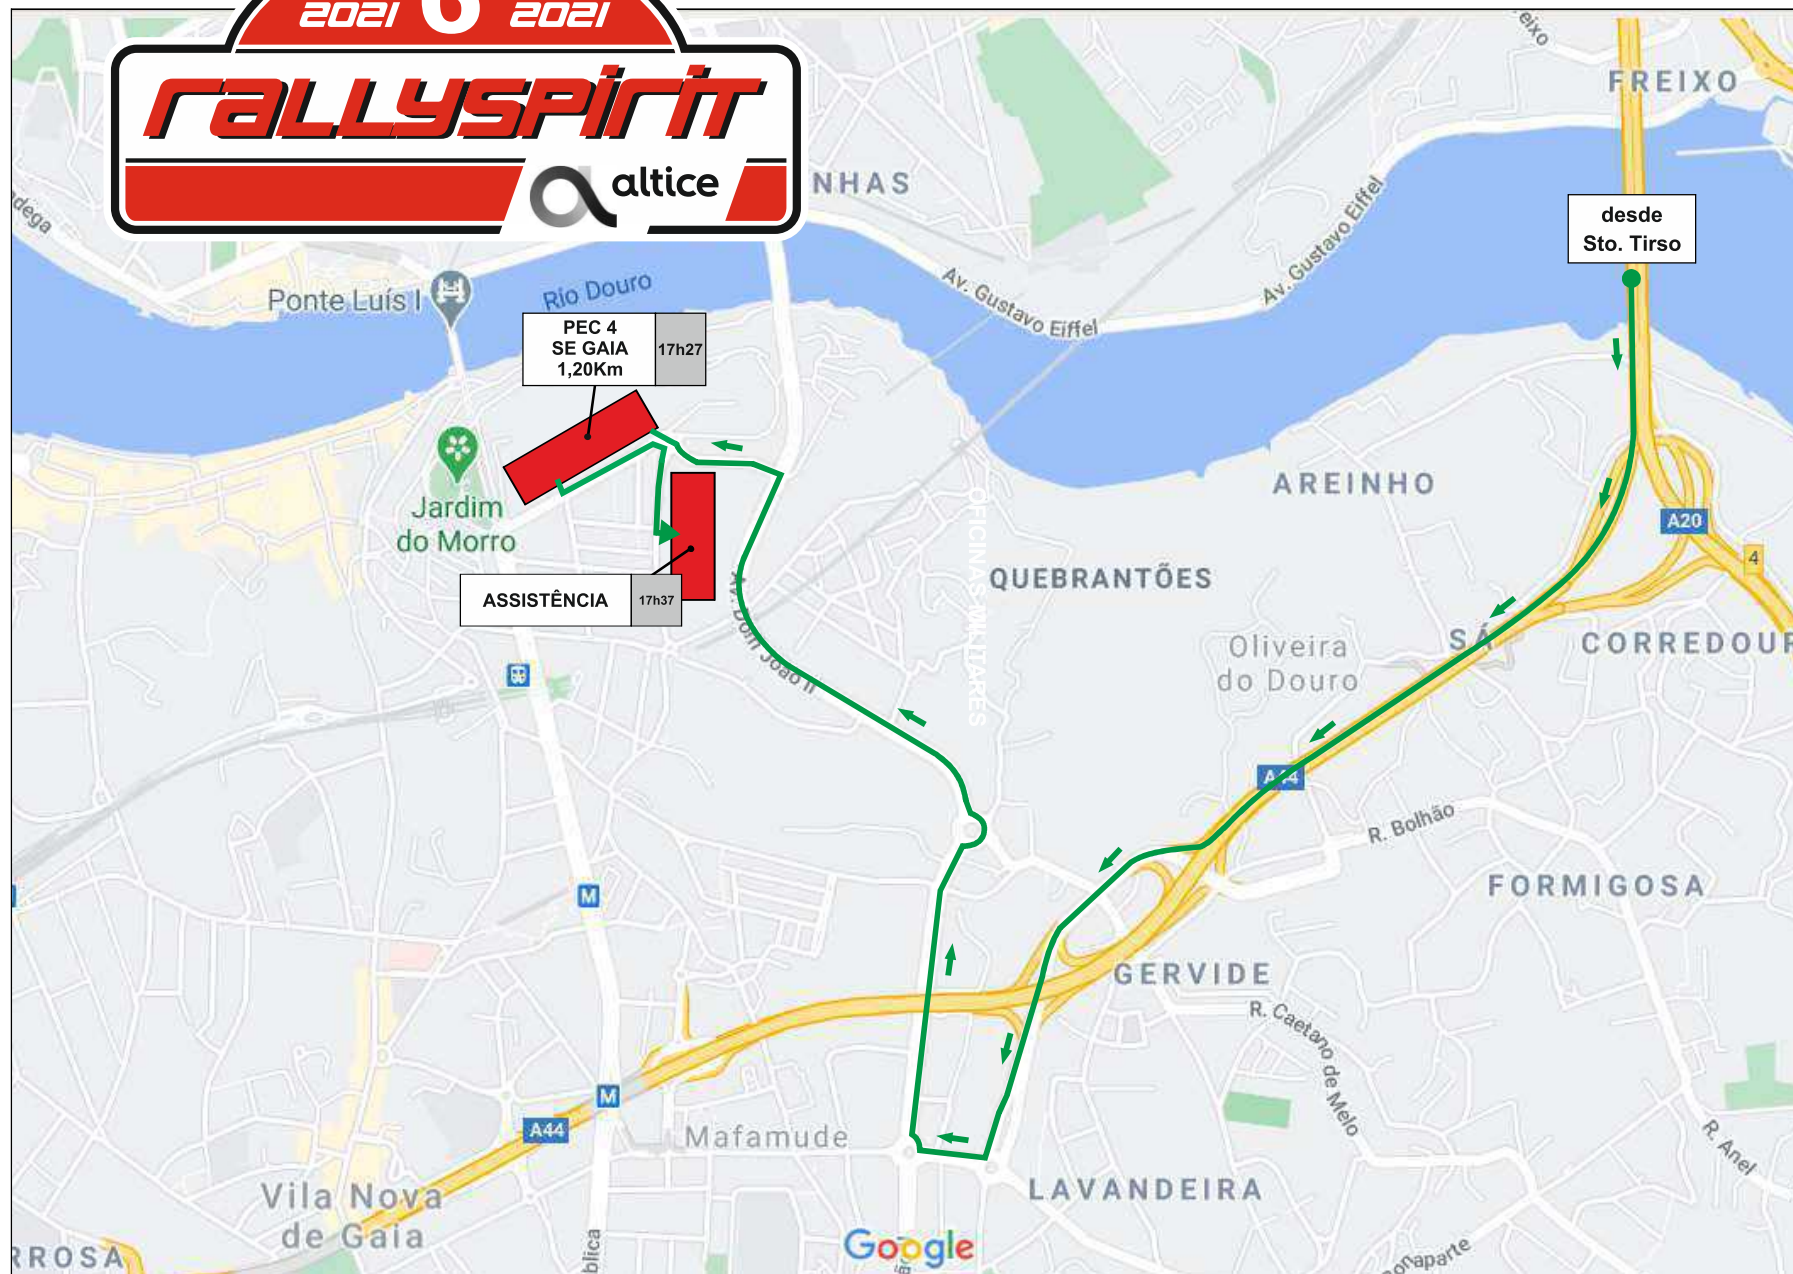 2021 6 2021
rallyspirit
altice
FREIXO
NHAS
desde
Sto. Tirso
Av. Gustavo Eiffel
Av. Gustavo Eiffel
Ponte Luís I
Rio Douro
PEC 4
SE GAIA
1,20Km
17h27
Jardim
do Morro
AREINHO
A20
4
OFICINAS MILITARES
QUEBRANTÕES
ASSISTÊNCIA
17h37
Av. Dom João II
Oliveira
do Douro
SÁ
CORREDOUR
A44
R. Bolhão
FORMIGOSA
M
GERVIDE
R. Caetano de Melo
M
A44
Mafamude
R. Anel
LAVANDEIRA
Vila Nova
de Gaia
Google
RROSA
blica